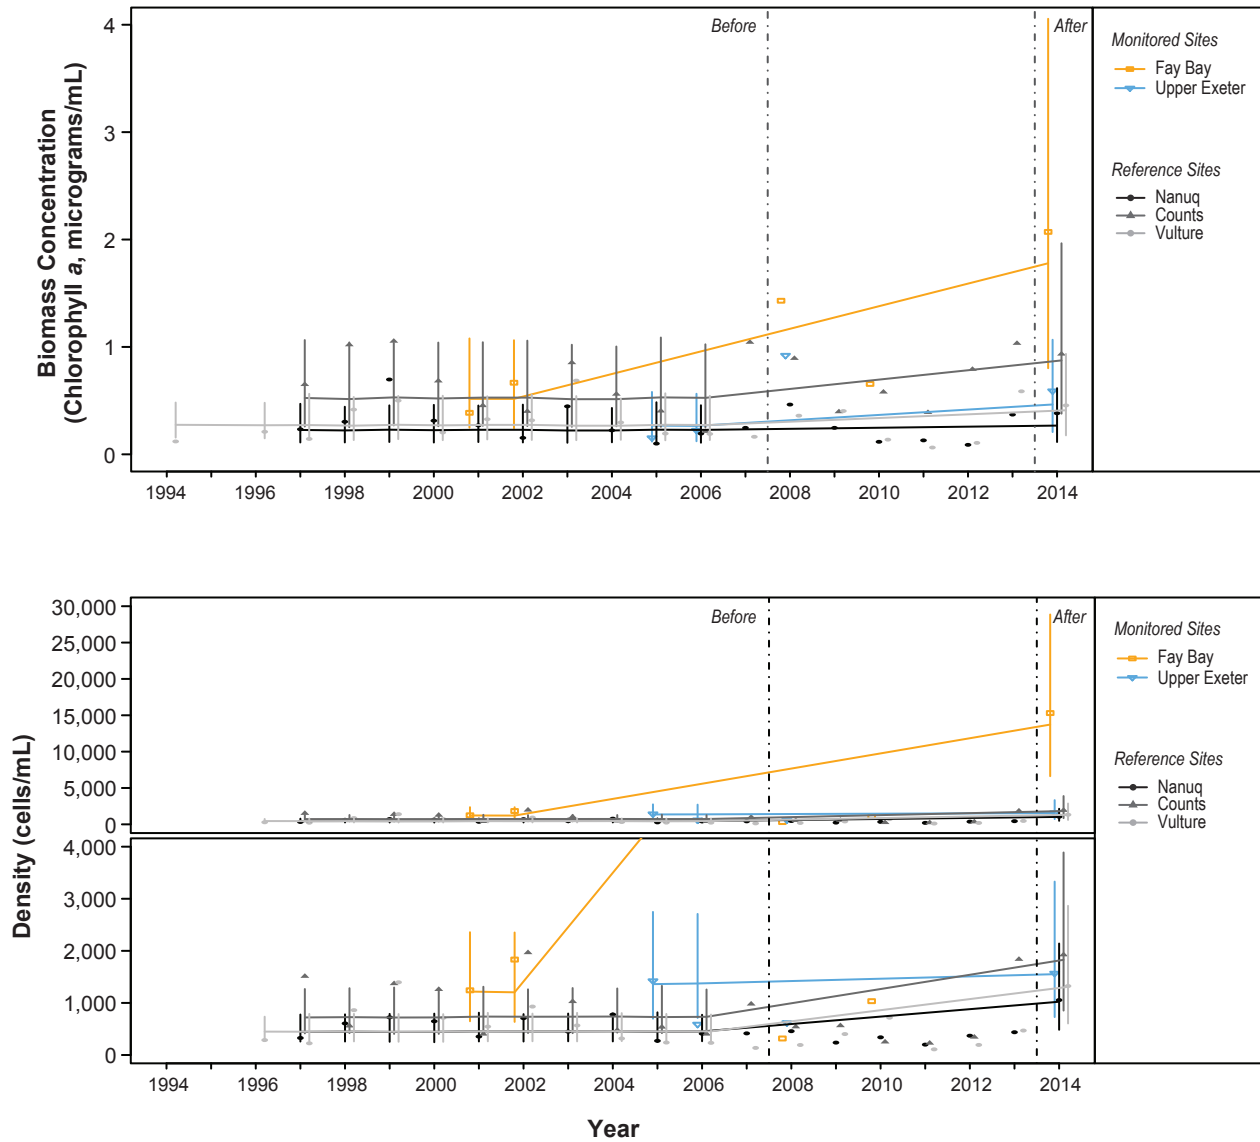 Biomass Concentration
(Chlorophyll a, micrograms/mL)
4
3
2
1
0
Before
After
Monitored Sites
Fay Bay
Upper Exeter
Reference Sites
Nanuq
Counts
Vulture
1994 1996 1998 2000 2002 2004 2006 2008 2010 2012 2014
Density (cells/mL)
30,000
25,000
20,000
15,000
10,000
5,000
0
Before
After
Monitored Sites
Fay Bay
Upper Exeter
Reference Sites
Nanuq
Counts
Vulture
4,000
3,000
2,000
1,000
0
1994 1996 1998 2000 2002 2004 2006 2008 2010 2012 2014
Year